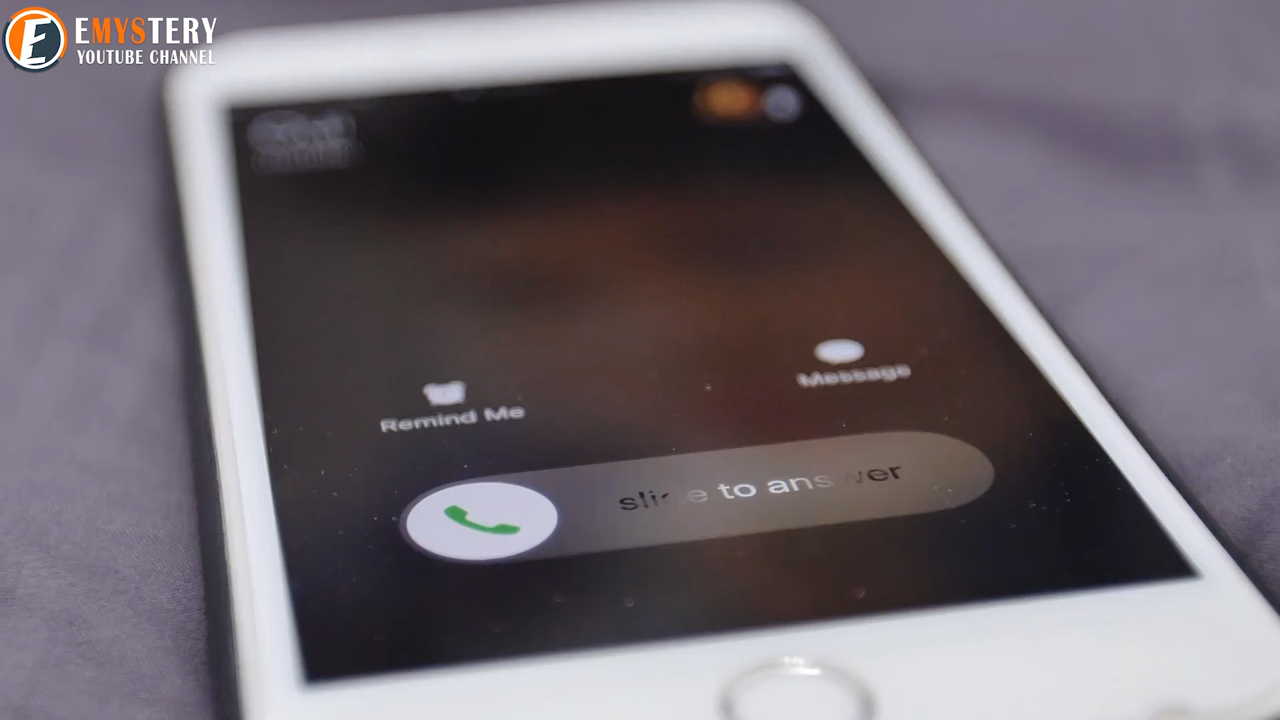 EMYSTERY
YOUTUBE CHANNEL
Remind Me
Message
slide to answer